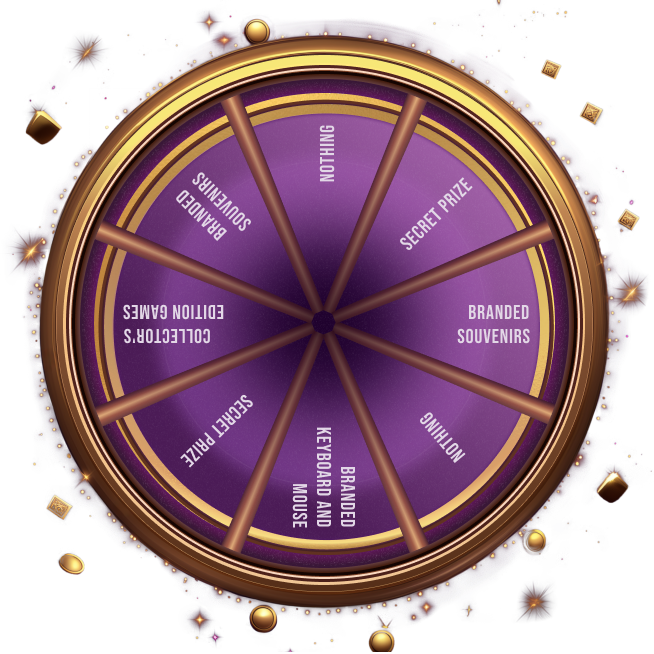 NOTHING
SECRET PRIZE
BRANDED
SOUVENIRS
NOTHING
BRANDED
KEYBOARD AND
MOUSE
SECRET PRIZE
COLLECTOR'S
EDITION GAMES
BRANDED
SOUVENIRS